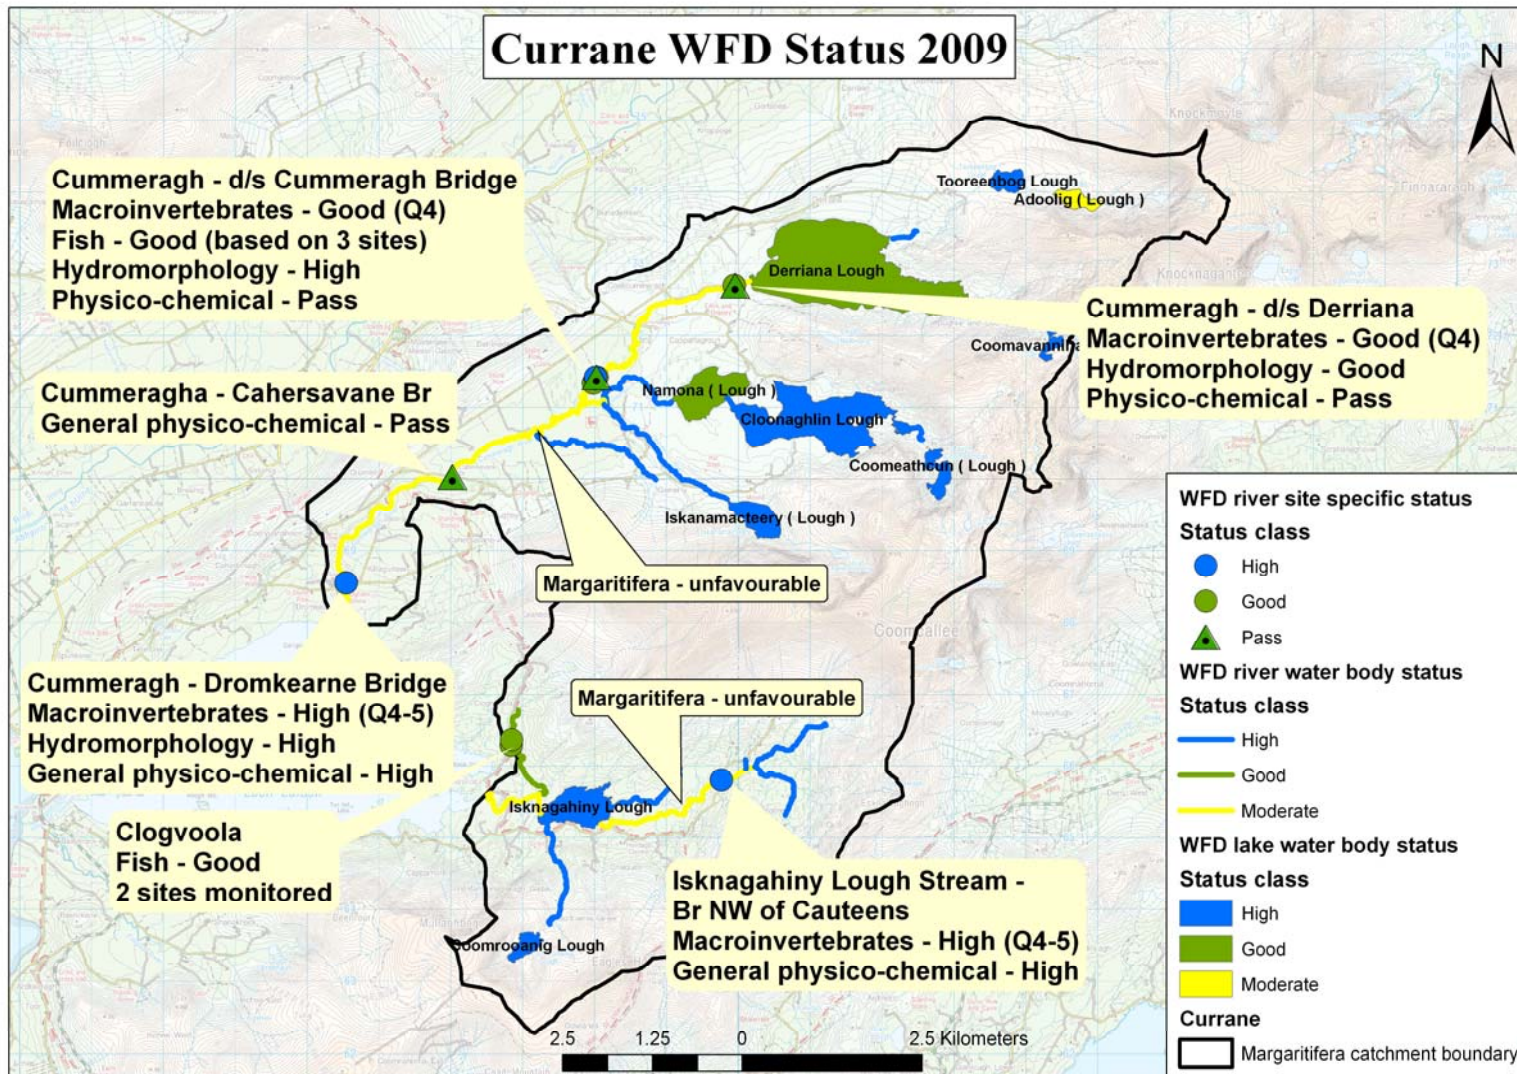 Currane WFD Status 2009
N
Cummeragh - d/s Cummeragh Bridge
Macroinvertebrates - Good (Q4)
Fish - Good (based on 3 sites)
Hydromorphology - High
Physico-chemical - Pass
Cummeragha - Cahersavane Br
General physico-chemical - Pass
Tooreenbog Lough
Adoolig ( Lough )
Derriana Lough
Cummeragh - d/s Derriana
Macroinvertebrates - Good (Q4)
Hydromorphology - Good
Physico-chemical - Pass
Namona ( Lough )
Cloonaghlin Lough
Coomeathcun ( Lough )
Iskanamacteery ( Lough )
Margaritifera - unfavourable
Coomcallee
Cummeragh - Dromkearne Bridge
Macroinvertebrates - High (Q4-5)
Hydromorphology - High
General physico-chemical - High
Margaritifera - unfavourable
Isknagahiny Lough
Clogvoola
Fish - Good
2 sites monitored
Isknagahiny Lough Stream -
Br NW of Cauteens
Macroinvertebrates - High (Q4-5)
General physico-chemical - High
Coomrooanig Lough
2.5 1.25 0 2.5 Kilometers
WFD river site specific status
Status class
High
Good
Pass
WFD river water body status
Status class
High
Good
Moderate
WFD lake water body status
Status class
High
Good
Moderate
Currane
Margaritifera catchment boundary